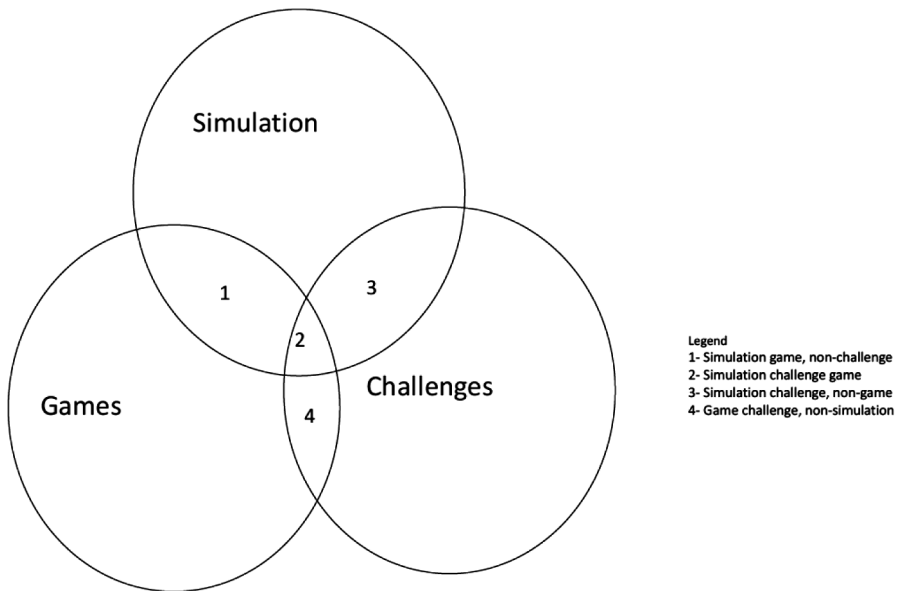 Simulation
1
3
2
Challenges
Games
4
Legend
1- Simulation game, non-challenge
2- Simulation challenge game
3- Simulation challenge, non-game
4- Game challenge, non-simulation